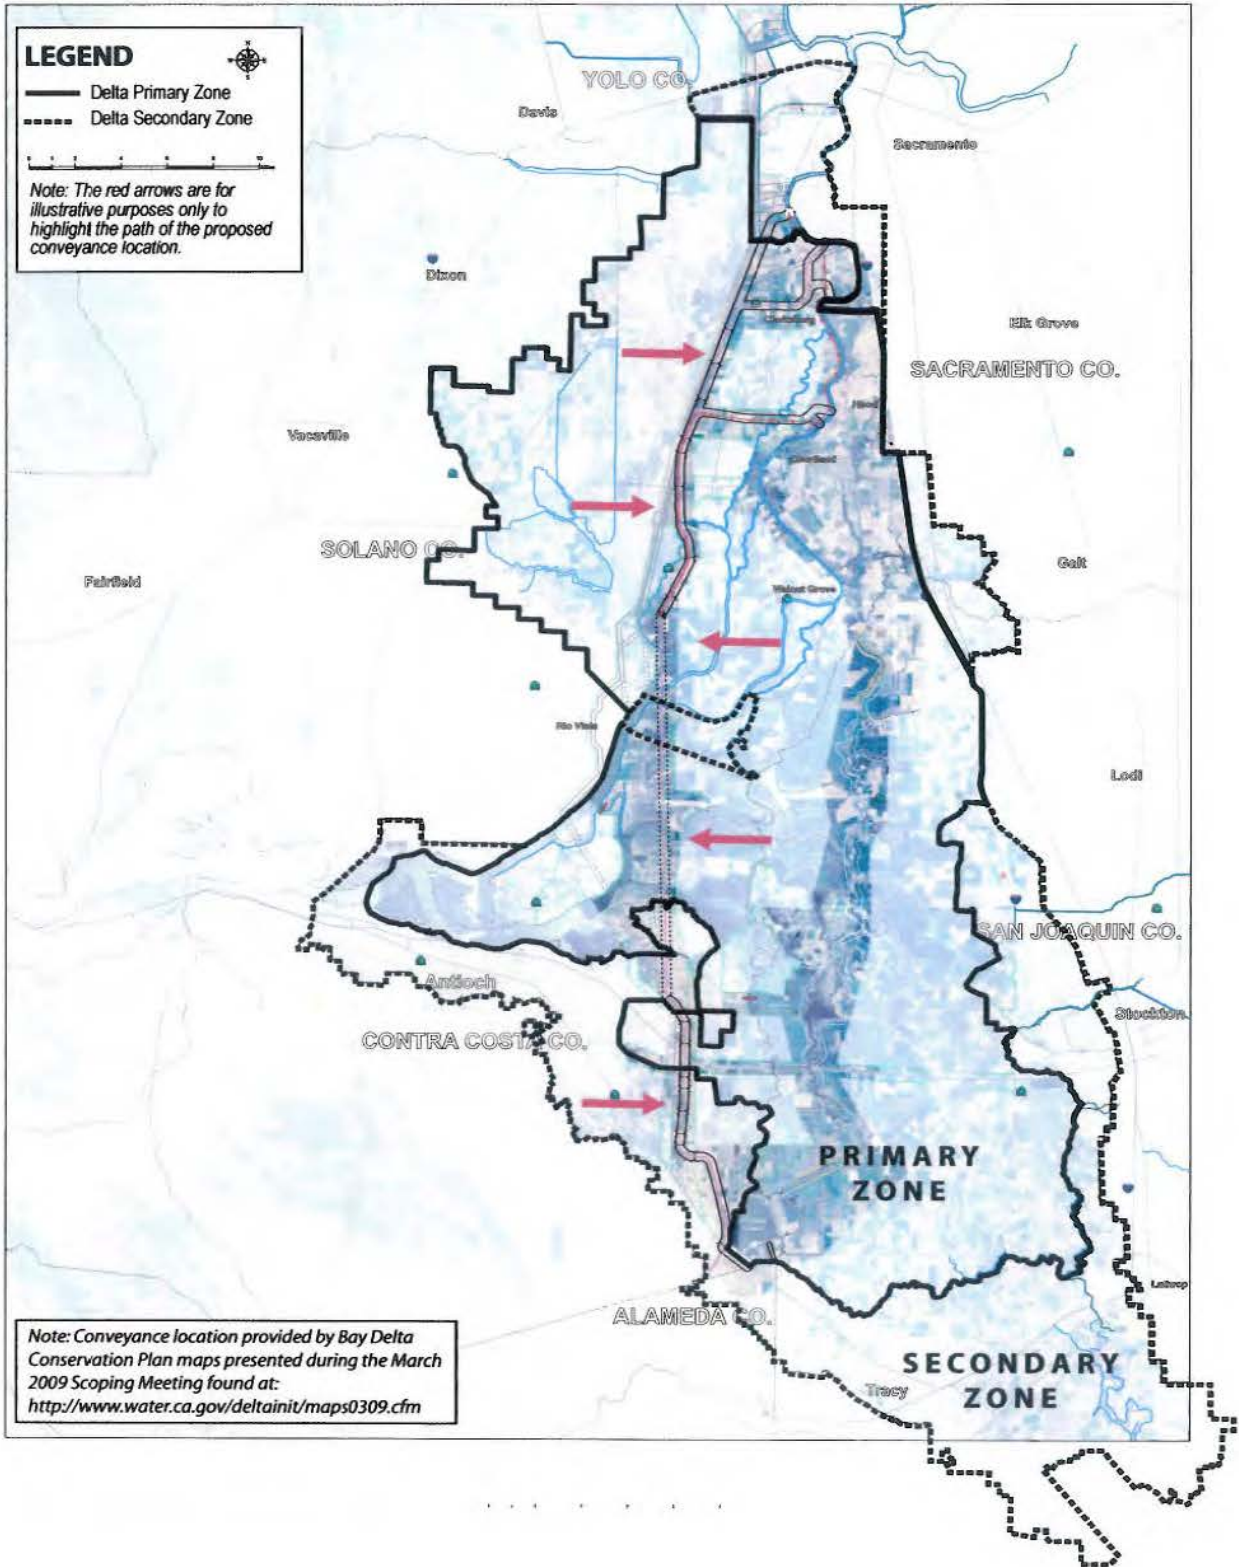 LEGEND
Delta Primary Zone
Delta Secondary Zone
Note: The red arrows are for
illustrative purposes only to
highlight the path of the proposed
conveyance location.
YOLO CO.
Davis
Sacramento
Dixon
Elk Grove
SACRAMENTO CO.
Vacaville
Hood
Courtland
SOLANO CO.
Galt
Fairfield
Walnut Grove
Rio Vista
Lodi
SAN JOAQUIN CO.
Antioch
Stockton
CONTRA COSTA CO.
PRIMARY
ZONE
Lathrop
ALAMEDA CO.
Note: Conveyance location provided by Bay Delta
Conservation Plan maps presented during the March
2009 Scoping Meeting found at:
http://www.water.ca.gov/deltainit/maps0309.cfm
SECONDARY
ZONE
Tracy